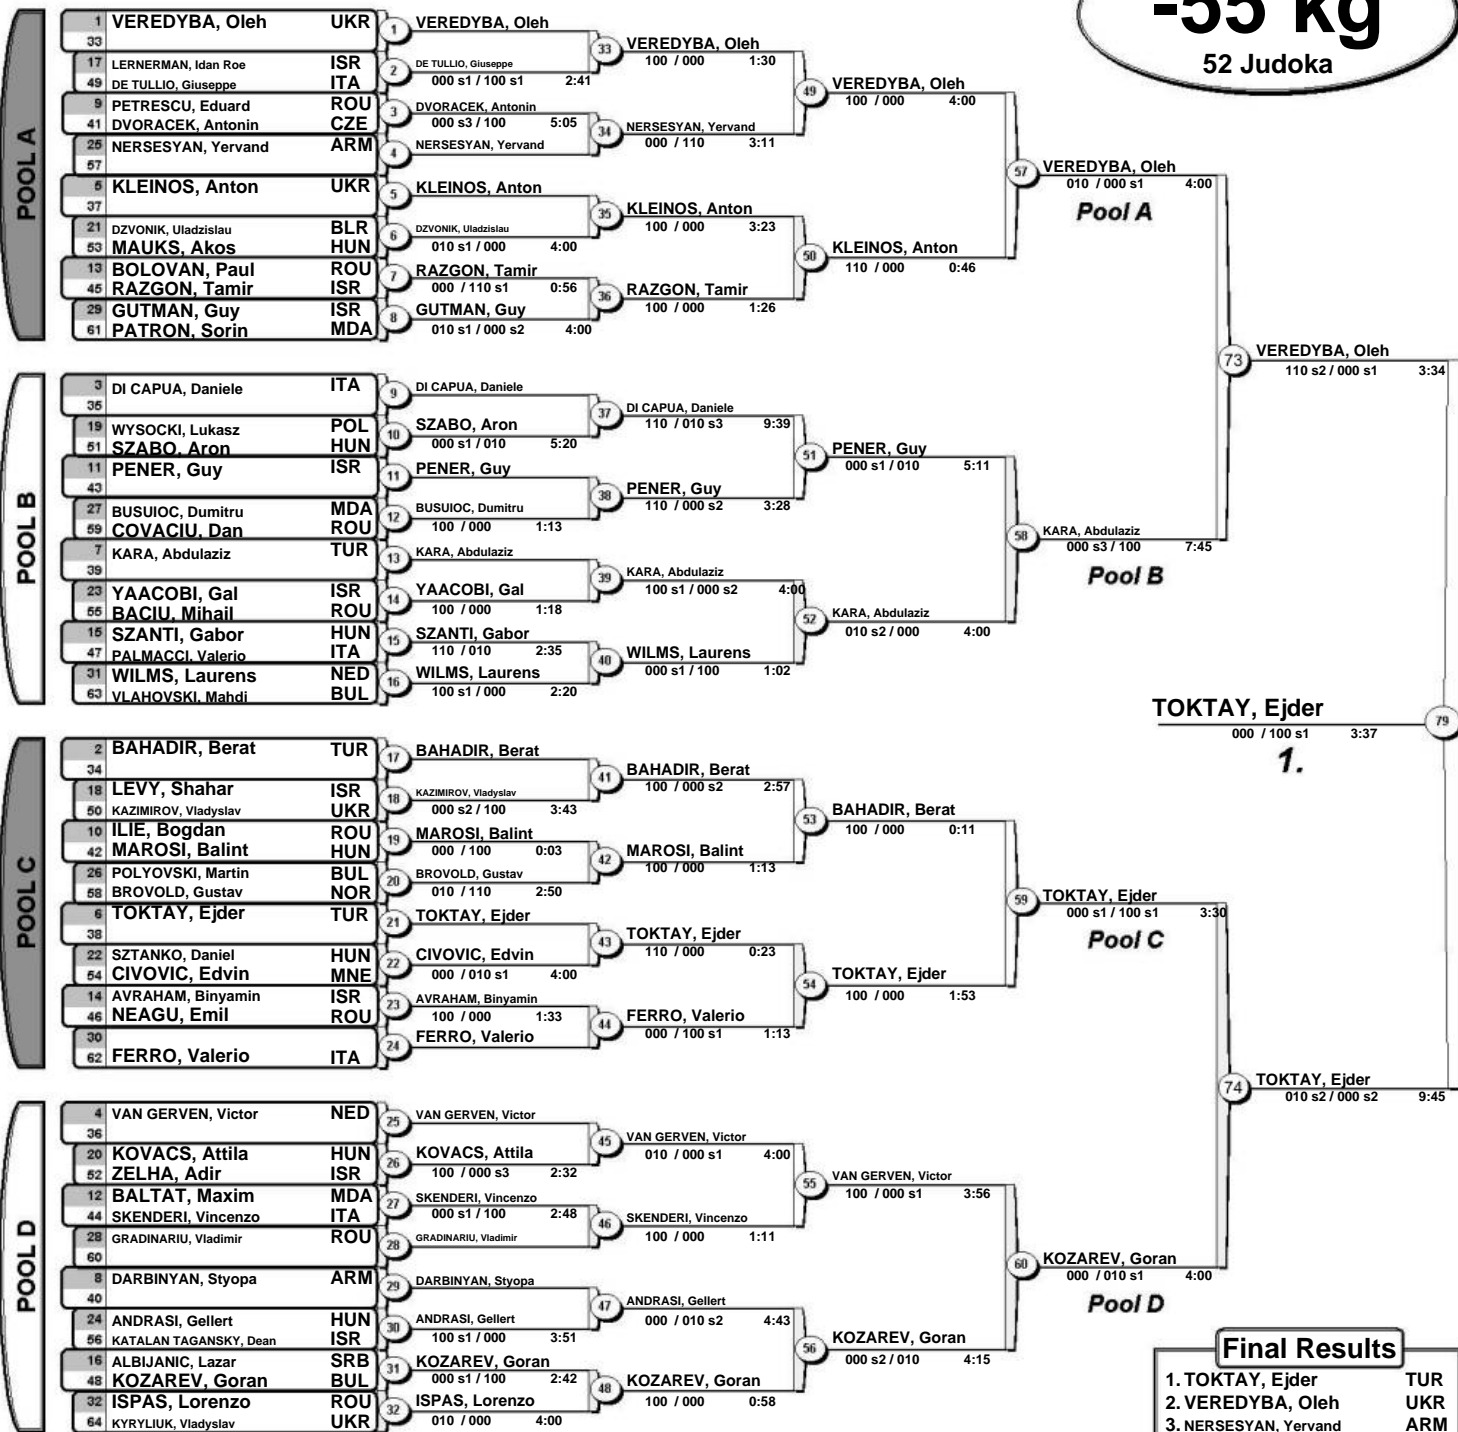 -55 kg
52 Judoka
POOL A
1 VEREDYBA, Oleh UKR
33
17 LERNERMAN, Idan Roe ISR
49 DE TULLIO, Giuseppe ITA
9 PETRESCU, Eduard ROU
41 DVORACEK, Antonin CZE
25 NERSESYAN, Yervand ARM
57
5 KLEINOS, Anton UKR
37
21 DZVONIK, Uladzislau BLR
53 MAUKS, Akos HUN
13 BOLOVAN, Paul ROU
45 RAZGON, Tamir ISR
29 GUTMAN, Guy ISR
61 PATRON, Sorin MDA
1 VEREDYBA, Oleh
2 DE TULLIO, Giuseppe
000 s1 / 100 s1 2:41
3 DVORACEK, Antonin
000 s3 / 100 5:05
4 NERSESYAN, Yervand
5 KLEINOS, Anton
6 DZVONIK, Uladzislau
010 s1 / 000 4:00
7 RAZGON, Tamir
000 / 110 s1 0:56
8 GUTMAN, Guy
010 s1 / 000 s2 4:00
33 VEREDYBA, Oleh
100 / 000 1:30
34 NERSESYAN, Yervand
000 / 110 3:11
35 KLEINOS, Anton
100 / 000 3:23
36 RAZGON, Tamir
100 / 000 1:26
49 VEREDYBA, Oleh
100 / 000 4:00
50 KLEINOS, Anton
110 / 000 0:46
57 VEREDYBA, Oleh
010 / 000 s1 4:00
Pool A
POOL B
3 DI CAPUA, Daniele ITA
35
19 WYSOCKI, Lukasz POL
51 SZABO, Aron HUN
11 PENER, Guy ISR
43
27 BUSUIOC, Dumitru MDA
59 COVACIU, Dan ROU
7 KARA, Abdulaziz TUR
39
23 YAACOBI, Gal ISR
55 BACIU, Mihail ROU
15 SZANTI, Gabor HUN
47 PALMACCI, Valerio ITA
31 WILMS, Laurens NED
63 VLAHOVSKI, Mahdi BUL
9 DI CAPUA, Daniele
10 SZABO, Aron
000 s1 / 010 5:20
11 PENER, Guy
12 BUSUIOC, Dumitru
100 / 000 1:13
13 KARA, Abdulaziz
14 YAACOBI, Gal
100 / 000 1:18
15 SZANTI, Gabor
110 / 010 2:35
16 WILMS, Laurens
100 s1 / 000 2:20
37 DI CAPUA, Daniele
110 / 010 s3 9:39
38 PENER, Guy
110 / 000 s2 3:28
39 KARA, Abdulaziz
100 s1 / 000 s2 4:00
40 WILMS, Laurens
000 s1 / 100 1:02
51 PENER, Guy
000 s1 / 010 5:11
52 KARA, Abdulaziz
010 s2 / 000 4:00
58 KARA, Abdulaziz
000 s3 / 100 7:45
Pool B
73 VEREDYBA, Oleh
110 s2 / 000 s1 3:34
TOKTAY, Ejder 79
000 / 100 s1 3:37
1.
POOL C
2 BAHADIR, Berat TUR
34
18 LEVY, Shahar ISR
50 KAZIMIROV, Vladyslav UKR
10 ILIE, Bogdan ROU
42 MAROSI, Balint HUN
26 POLYOVSKI, Martin BUL
58 BROVOLD, Gustav NOR
6 TOKTAY, Ejder TUR
38
22 SZTANKO, Daniel HUN
54 CIVOVIC, Edvin MNE
14 AVRAHAM, Binyamin ISR
46 NEAGU, Emil ROU
30
62 FERRO, Valerio ITA
17 BAHADIR, Berat
18 KAZIMIROV, Vladyslav
000 s2 / 100 3:43
19 MAROSI, Balint
000 / 100 0:03
20 BROVOLD, Gustav
010 / 110 2:50
21 TOKTAY, Ejder
22 CIVOVIC, Edvin
000 / 010 s1 4:00
23 AVRAHAM, Binyamin
100 / 000 1:33
24 FERRO, Valerio
41 BAHADIR, Berat
100 / 000 s2 2:57
42 MAROSI, Balint
100 / 000 1:13
43 TOKTAY, Ejder
110 / 000 0:23
44 FERRO, Valerio
000 / 100 s1 1:13
53 BAHADIR, Berat
100 / 000 0:11
54 TOKTAY, Ejder
100 / 000 1:53
59 TOKTAY, Ejder
000 s1 / 100 s1 3:30
Pool C
74 TOKTAY, Ejder
010 s2 / 000 s2 9:45
POOL D
4 VAN GERVEN, Victor NED
36
20 KOVACS, Attila HUN
52 ZELHA, Adir ISR
12 BALTAT, Maxim MDA
44 SKENDERI, Vincenzo ITA
28 GRADINARIU, Vladimir ROU
60
8 DARBINYAN, Styopa ARM
40
24 ANDRASI, Gellert HUN
56 KATALAN TAGANSKY, Dean ISR
16 ALBIJANIC, Lazar SRB
48 KOZAREV, Goran BUL
32 ISPAS, Lorenzo ROU
64 KYRYLIUK, Vladyslav UKR
25 VAN GERVEN, Victor
26 KOVACS, Attila
100 / 000 s3 2:32
27 SKENDERI, Vincenzo
000 s1 / 100 2:48
28 GRADINARIU, Vladimir
29 DARBINYAN, Styopa
30 ANDRASI, Gellert
100 s1 / 000 3:51
31 KOZAREV, Goran
000 s1 / 100 2:42
32 ISPAS, Lorenzo
010 / 000 4:00
45 VAN GERVEN, Victor
010 / 000 s1 4:00
46 SKENDERI, Vincenzo
100 / 000 1:11
47 ANDRASI, Gellert
000 / 010 s2 4:43
48 KOZAREV, Goran
100 / 000 0:58
55 VAN GERVEN, Victor
100 / 000 s1 3:56
56 KOZAREV, Goran
000 s2 / 010 4:15
60 KOZAREV, Goran
000 / 010 s1 4:00
Pool D
Final Results
1. TOKTAY, Ejder TUR
2. VEREDYBA, Oleh UKR
3. NERSESYAN, Yervand ARM